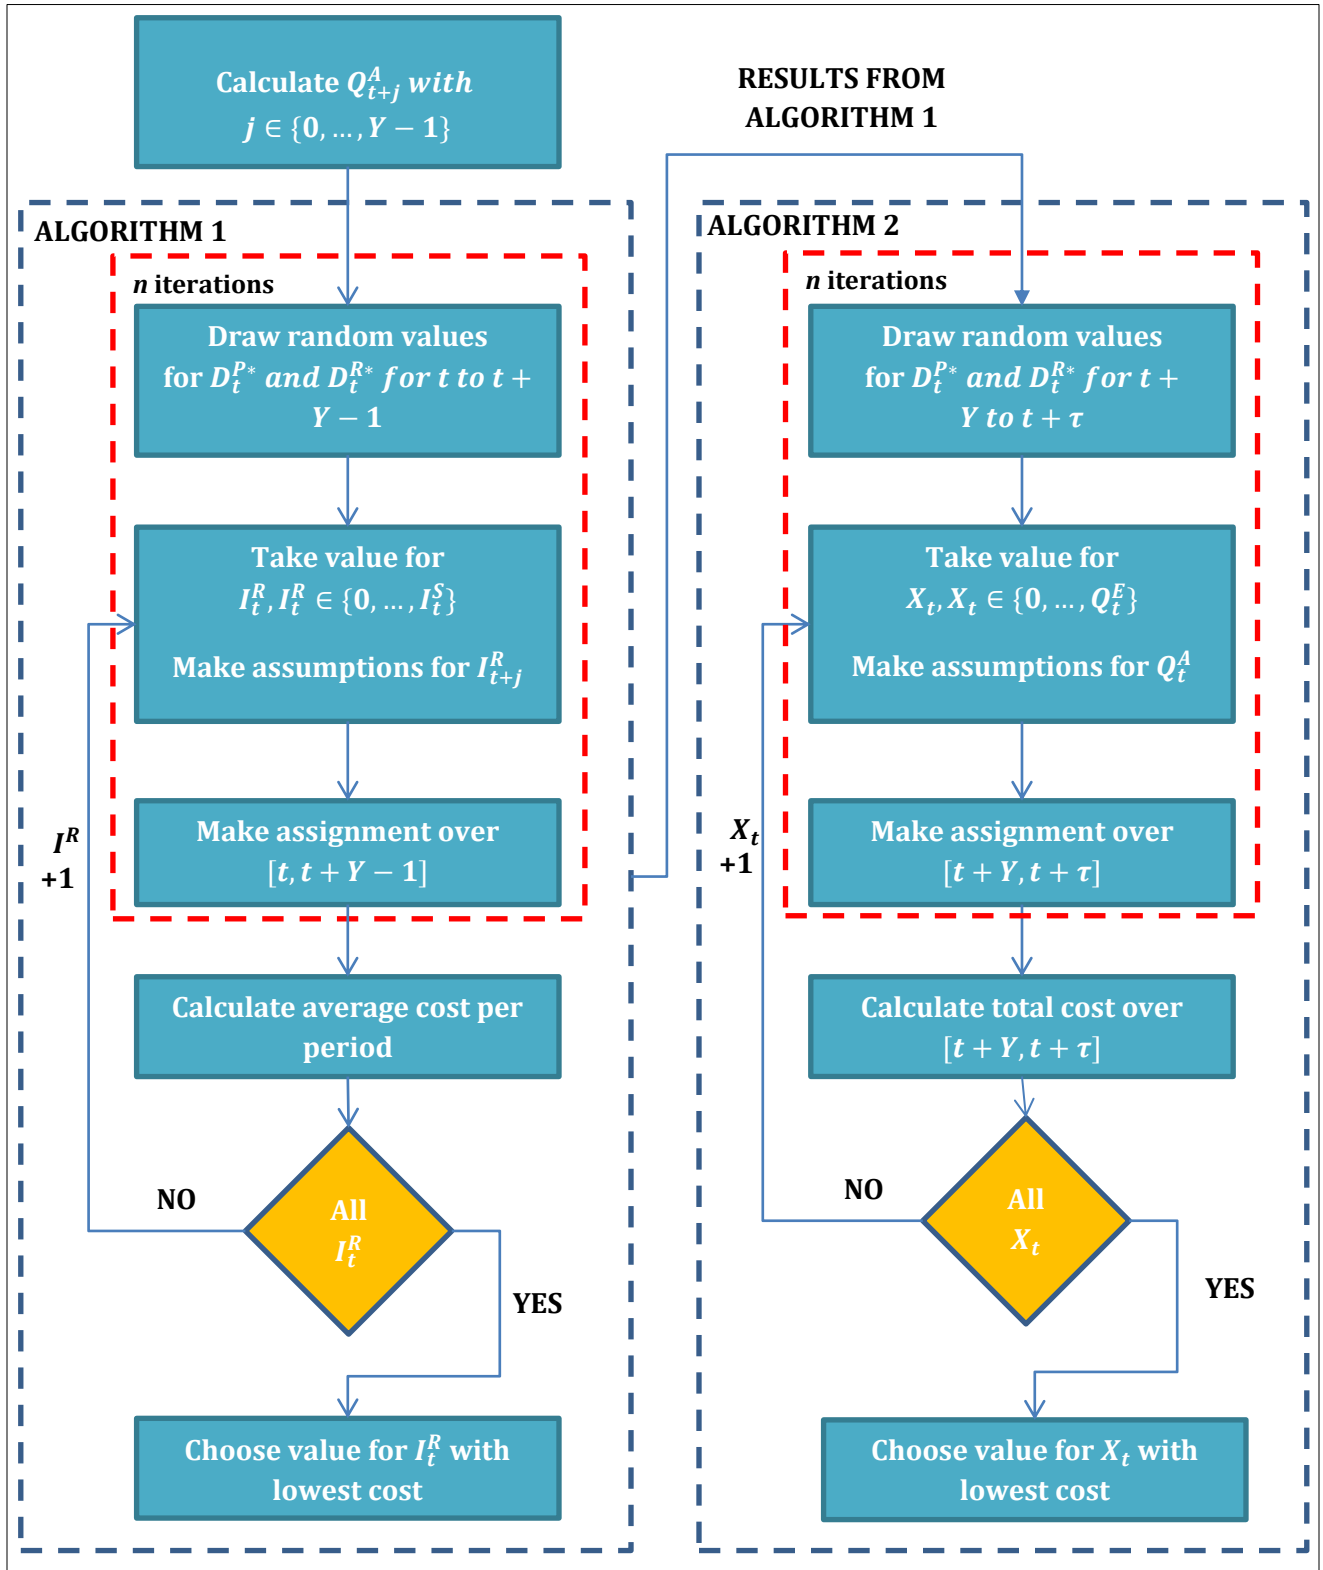 Calculate Q^A_{t+j} with
j ∈ {0, …, Y − 1}
RESULTS FROM
ALGORITHM 1
ALGORITHM 1
n iterations
Draw random values
for D^{P*}_t and D^{R*}_t for t to t +
Y − 1
Take value for
I^R_t, I^R_t ∈ {0, …, I^S_t}
Make assumptions for I^R_{t+j}
Make assignment over
[t, t + Y − 1]
I^R
+1
Calculate average cost per
period
All
I^R_t
NO
YES
Choose value for I^R_t with
lowest cost
ALGORITHM 2
n iterations
Draw random values
for D^{P*}_t and D^{R*}_t for t +
Y to t + τ
Take value for
X_t, X_t ∈ {0, …, Q^E_t}
Make assumptions for Q^A_t
Make assignment over
[t + Y, t + τ]
X_t
+1
Calculate total cost over
[t + Y, t + τ]
All
X_t
NO
YES
Choose value for X_t with
lowest cost